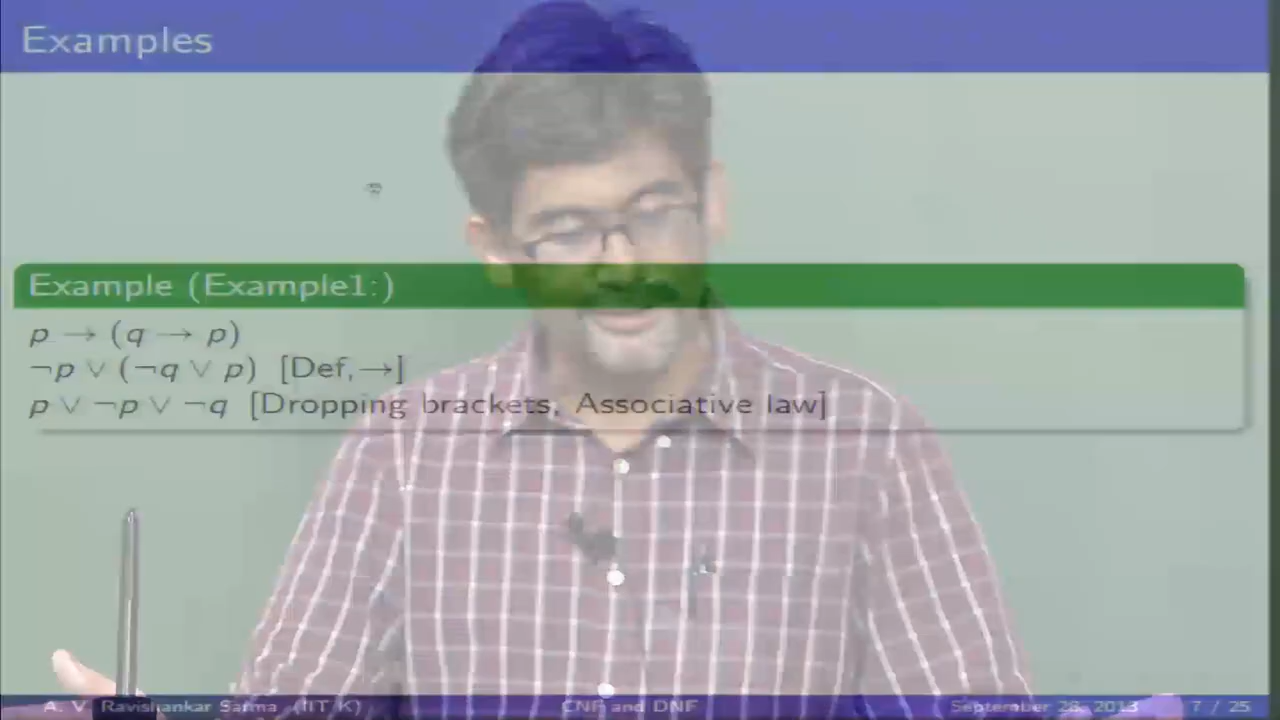 Examples
Example (Example1:)
p → (q → p)
¬p ∨ (¬q ∨ p) [Def,→]
p ∨ ¬p ∨ ¬q [Dropping brackets, Associative law]
A. V. Ravishankar Sarma (IIT K) CNF and DNF September 28, 2013 7 / 25